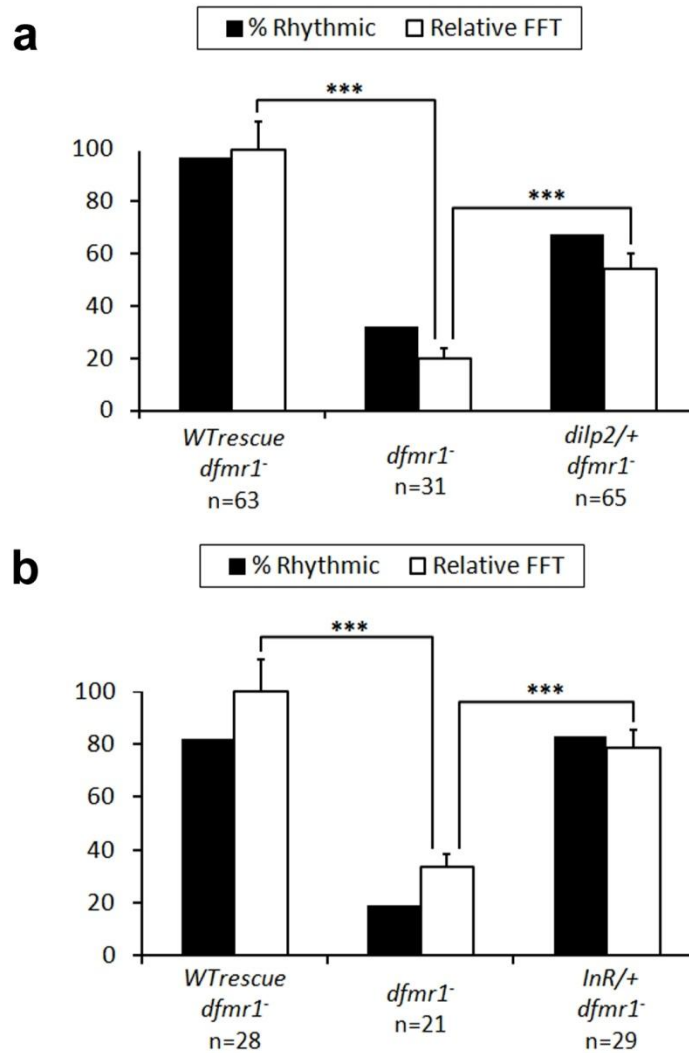 a
% Rhythmic Relative FFT
***
***
100
80
60
40
20
0
WTrescue dfmr1- dilp2/+
dfmr1- n=31 dfmr1-
n=63 n=65
b
% Rhythmic Relative FFT
***
***
100
80
60
40
20
0
WTrescue dfmr1- InR/+
dfmr1- n=21 dfmr1-
n=28 n=29